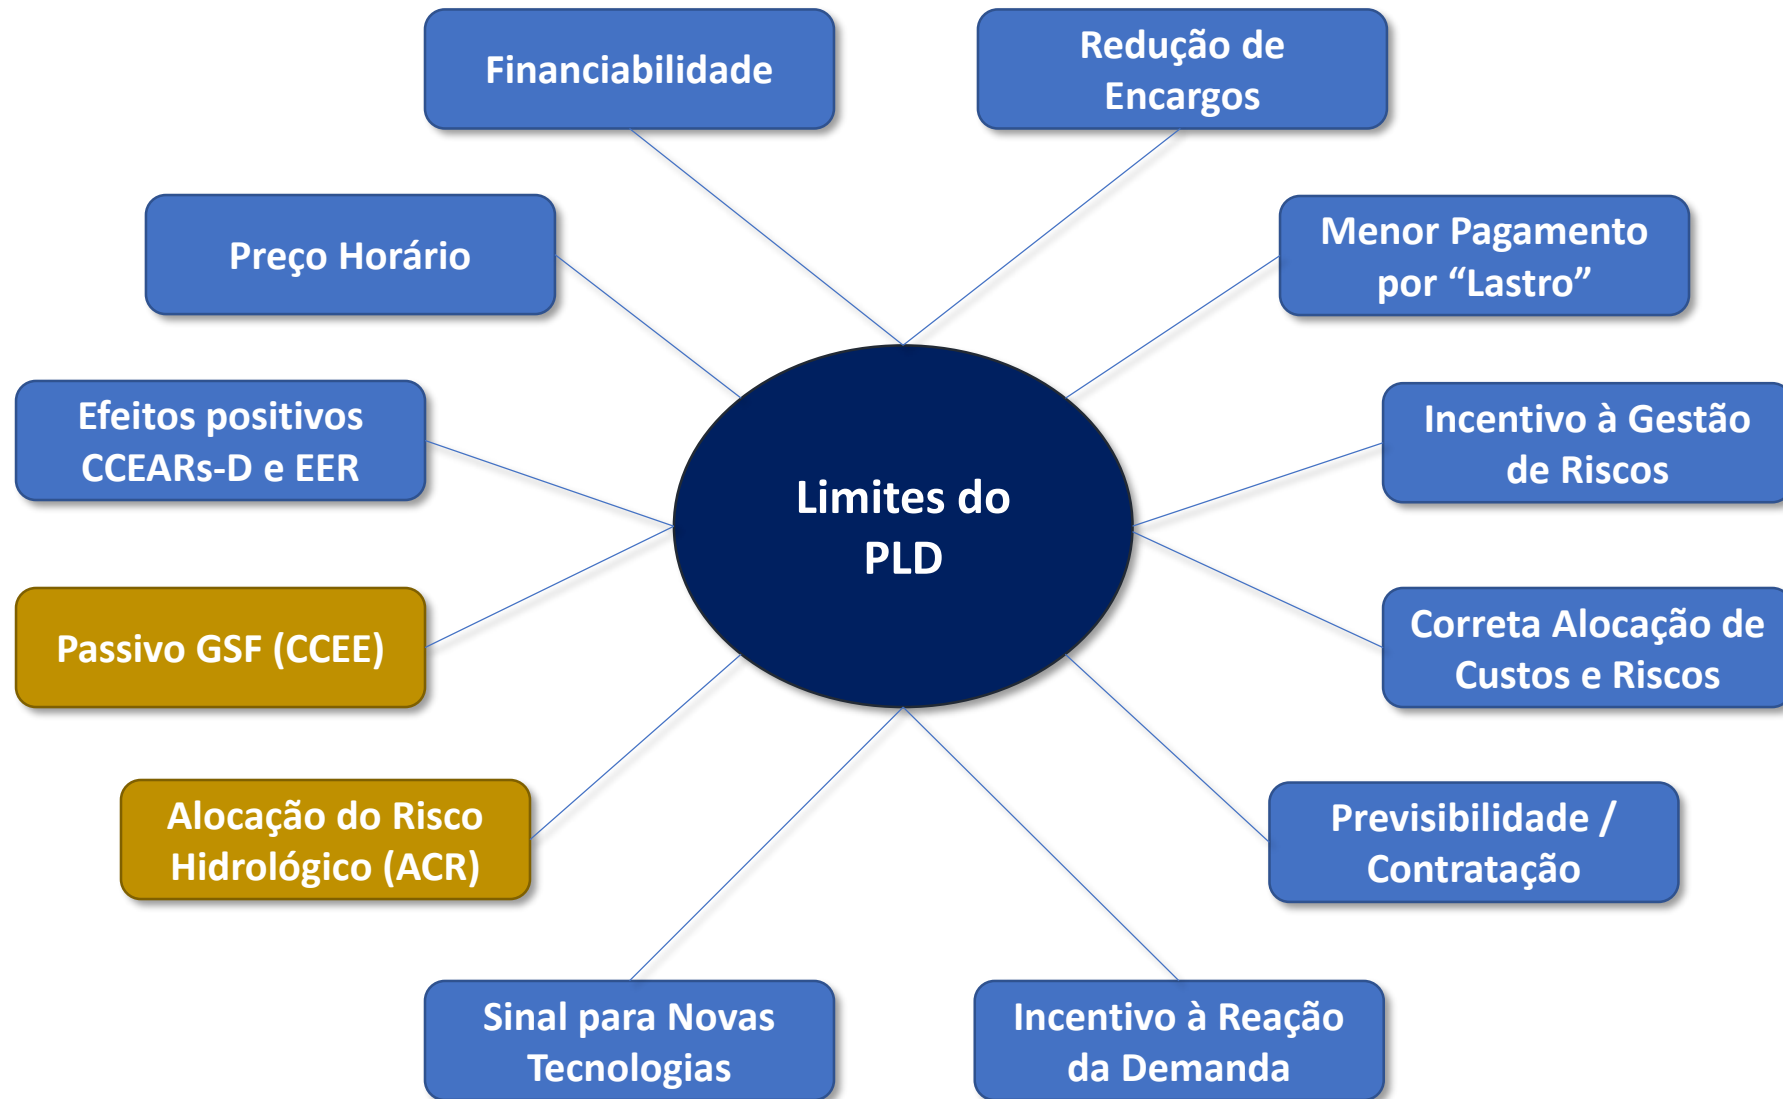 Financiabilidade
Redução de
Encargos
Preço Horário
Menor Pagamento
por “Lastro”
Efeitos positivos
CCEARs-D e EER
Incentivo à Gestão
de Riscos
Limites do
PLD
Passivo GSF (CCEE)
Correta Alocação de
Custos e Riscos
Alocação do Risco
Hidrológico (ACR)
Previsibilidade /
Contratação
Sinal para Novas
Tecnologias
Incentivo à Reação
da Demanda